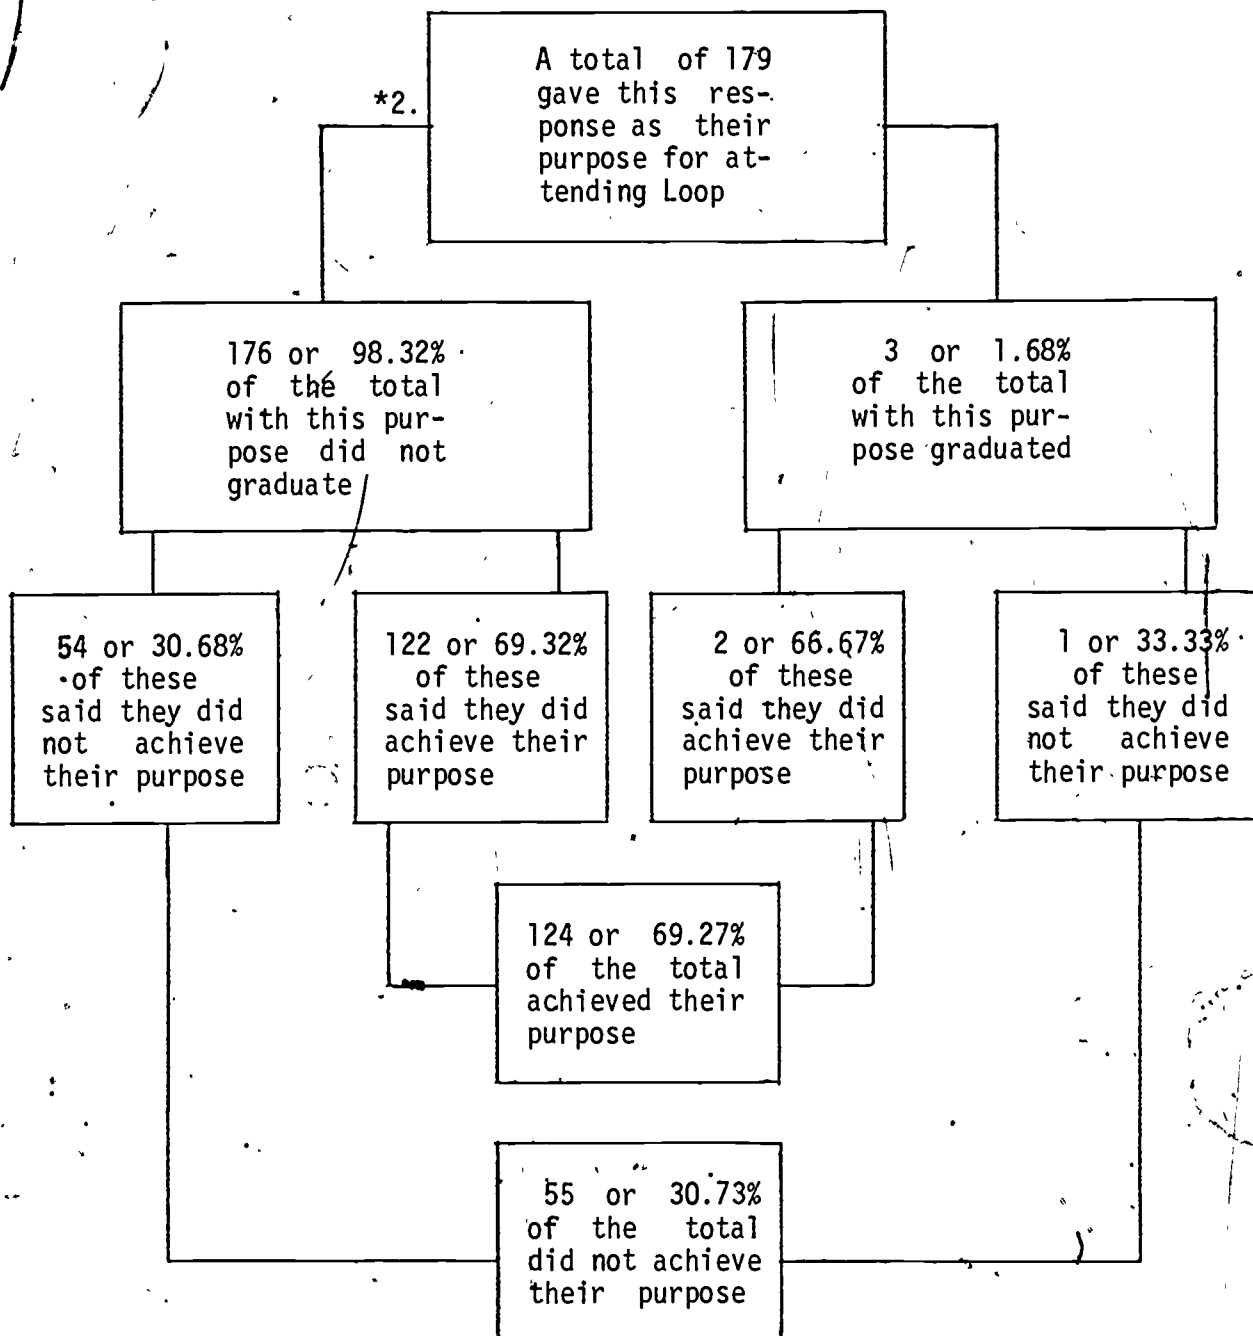 *2.
A total of 179
gave this res-
ponse as their
purpose for at-
tending Loop
176 or 98.32%
of the total
with this pur-
pose did not
graduate
3 or 1.68%
of the total
with this pur-
pose graduated
54 or 30.68%
of these
said they did
not achieve
their purpose
122 or 69.32%
of these
said they did
achieve their
purpose
2 or 66.67%
of these
said they did
achieve their
purpose
1 or 33.33%
of these
said they did
not achieve
their purpose
124 or 69.27%
of the total
achieved their
purpose
55 or 30.73%
of the total
did not achieve
their purpose